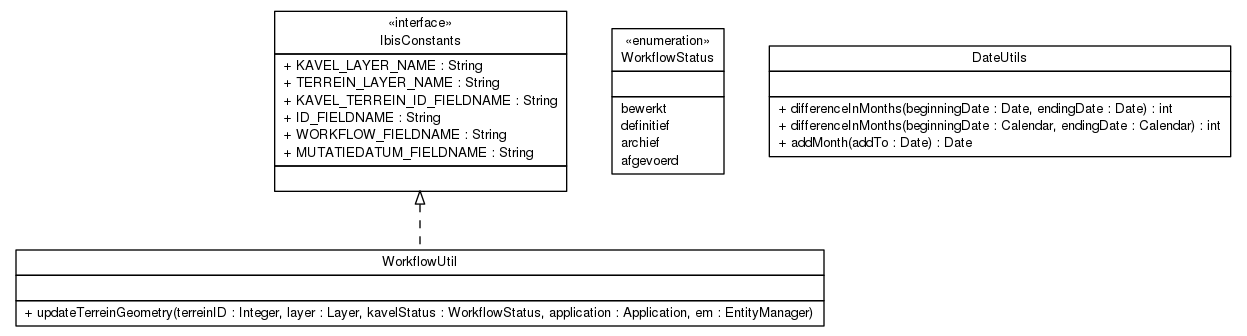 «interface»
IbisConstants
+ KAVEL_LAYER_NAME : String
+ TERREIN_LAYER_NAME : String
+ KAVEL_TERREIN_ID_FIELDNAME : String
+ ID_FIELDNAME : String
+ WORKFLOW_FIELDNAME : String
+ MUTATIEDATUM_FIELDNAME : String
«enumeration»
WorkflowStatus
bewerkt
definitief
archief
afgevoerd
DateUtils
+ differenceInMonths(beginningDate : Date, endingDate : Date) : int
+ differenceInMonths(beginningDate : Calendar, endingDate : Calendar) : int
+ addMonth(addTo : Date) : Date
WorkflowUtil
+ updateTerreinGeometry(terreinID : Integer, layer : Layer, kavelStatus : WorkflowStatus, application : Application, em : EntityManager)